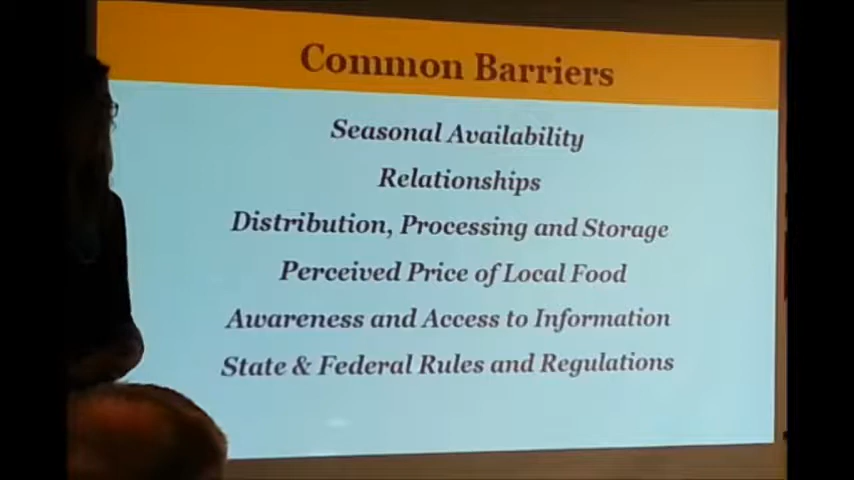 Common Barriers
Seasonal Availability
Relationships
Distribution, Processing and Storage
Perceived Price of Local Food
Awareness and Access to Information
State & Federal Rules and Regulations